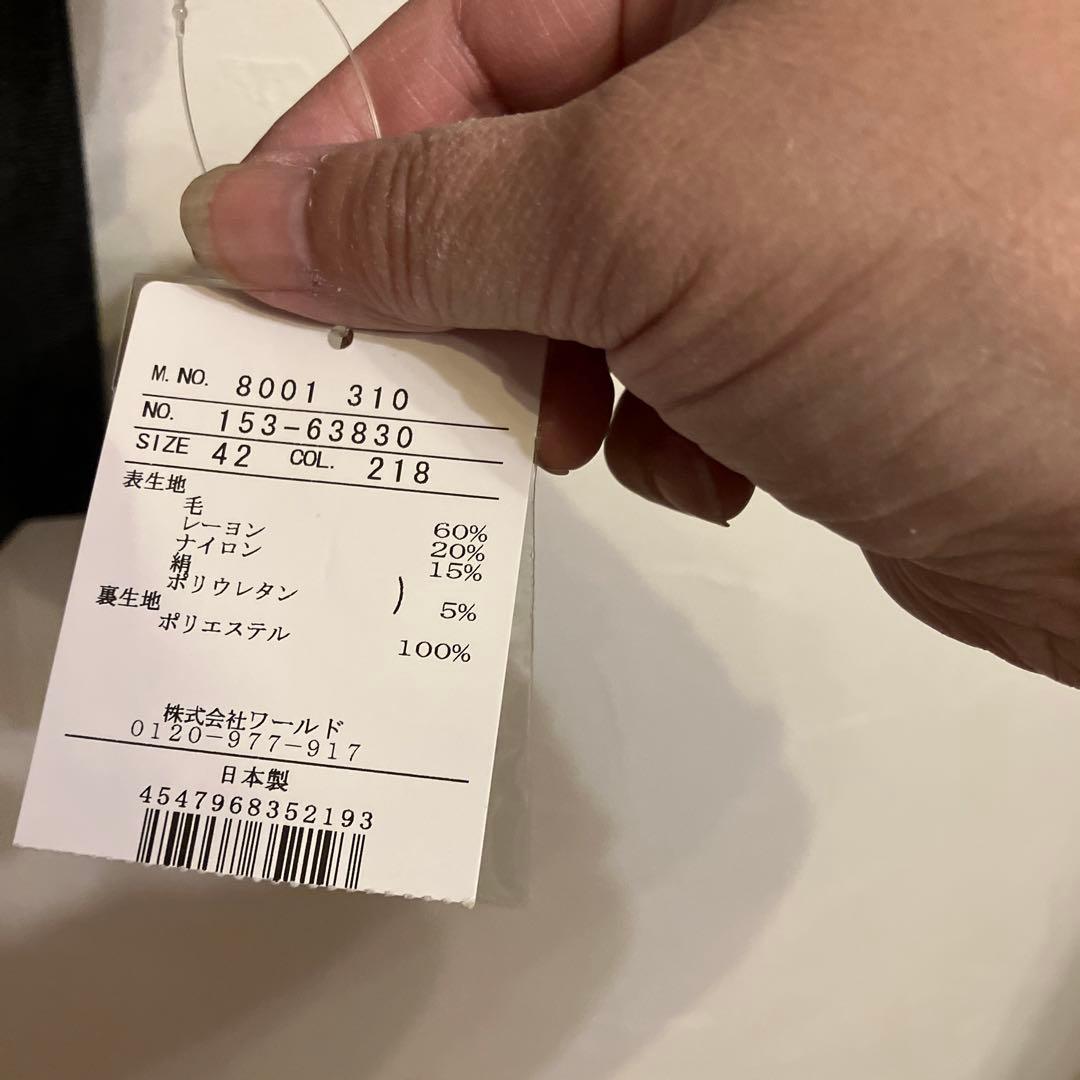 M. NO. 8001 310
NO. 153-63830
SIZE 42 COL. 218
表生地
毛 60%
レーヨン 20%
ナイロン 15%
絹
ポリウレタン ) 5%
裏生地
ポリエステル 100%
株式会社ワールド
0120-977-917
日本製
4547968352193